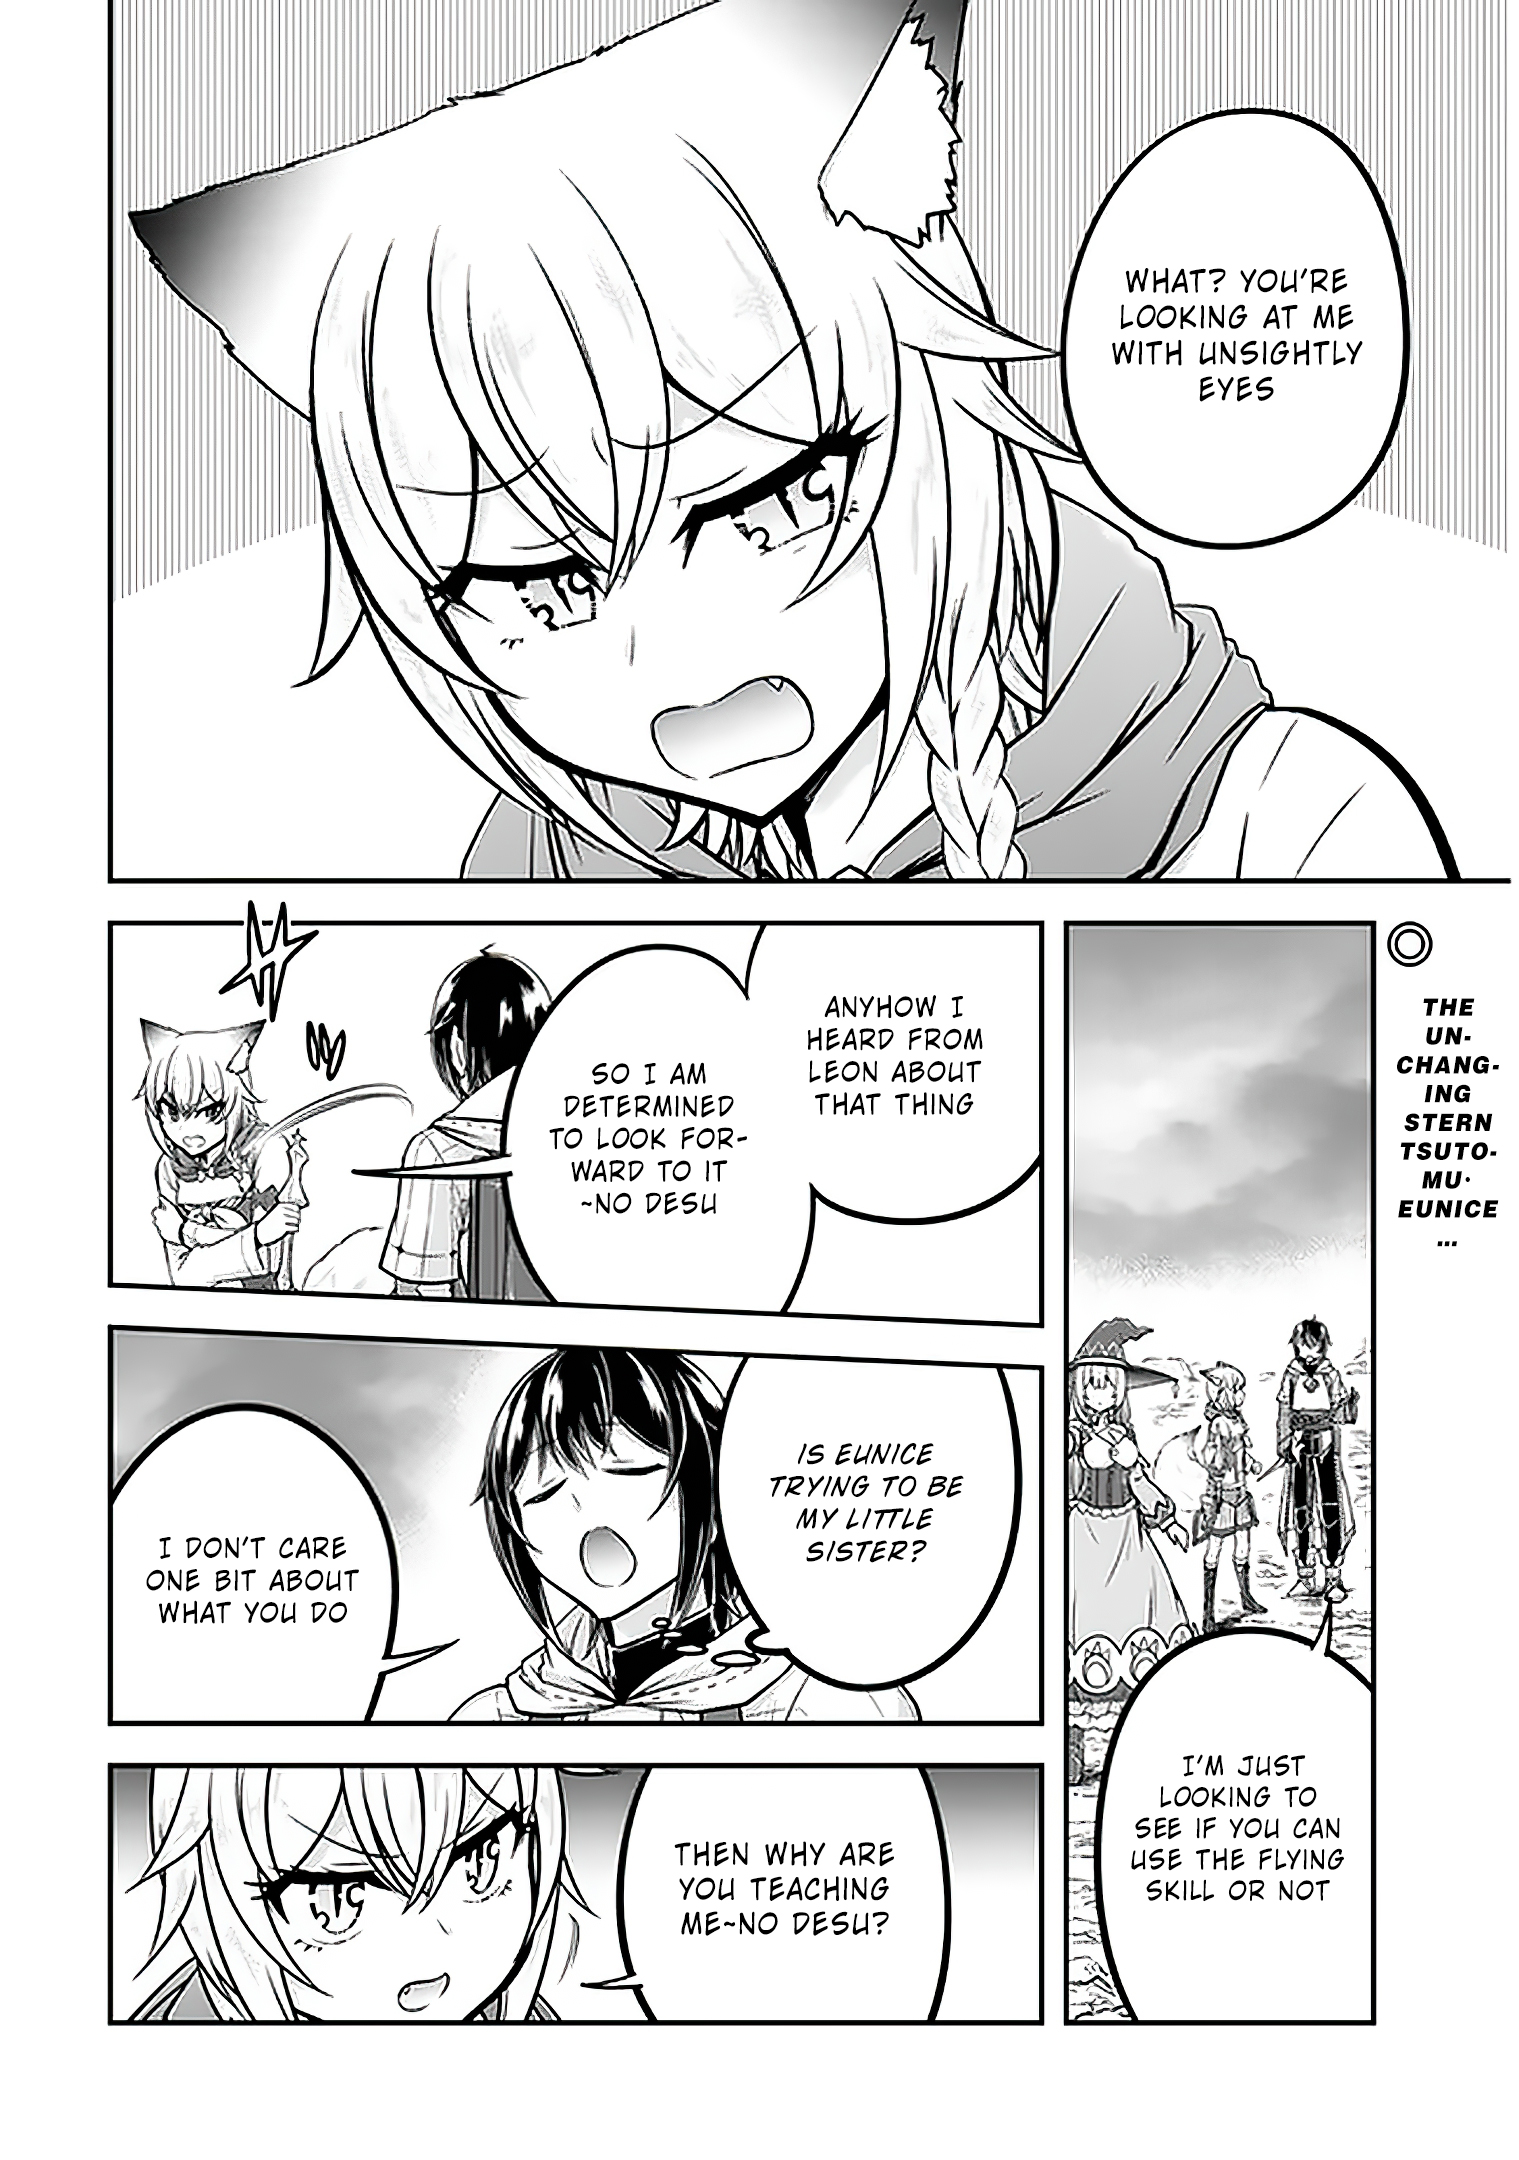 WHAT? YOU'RE
LOOKING AT ME
WITH UNSIGHTLY
EYES
THE
UN-
CHANG-
ING
STERN
TSUTO-
MU·
EUNICE
...
I'M JUST
LOOKING TO
SEE IF YOU CAN
USE THE FLYING
SKILL OR NOT
ANYHOW I
HEARD FROM
LEON ABOUT
THAT THING
SO I AM
DETERMINED
TO LOOK FOR-
WARD TO IT
~NO DESU
IS EUNICE
TRYING TO BE
MY LITTLE
SISTER?
I DON'T CARE
ONE BIT ABOUT
WHAT YOU DO
THEN WHY ARE
YOU TEACHING
ME~NO DESU?